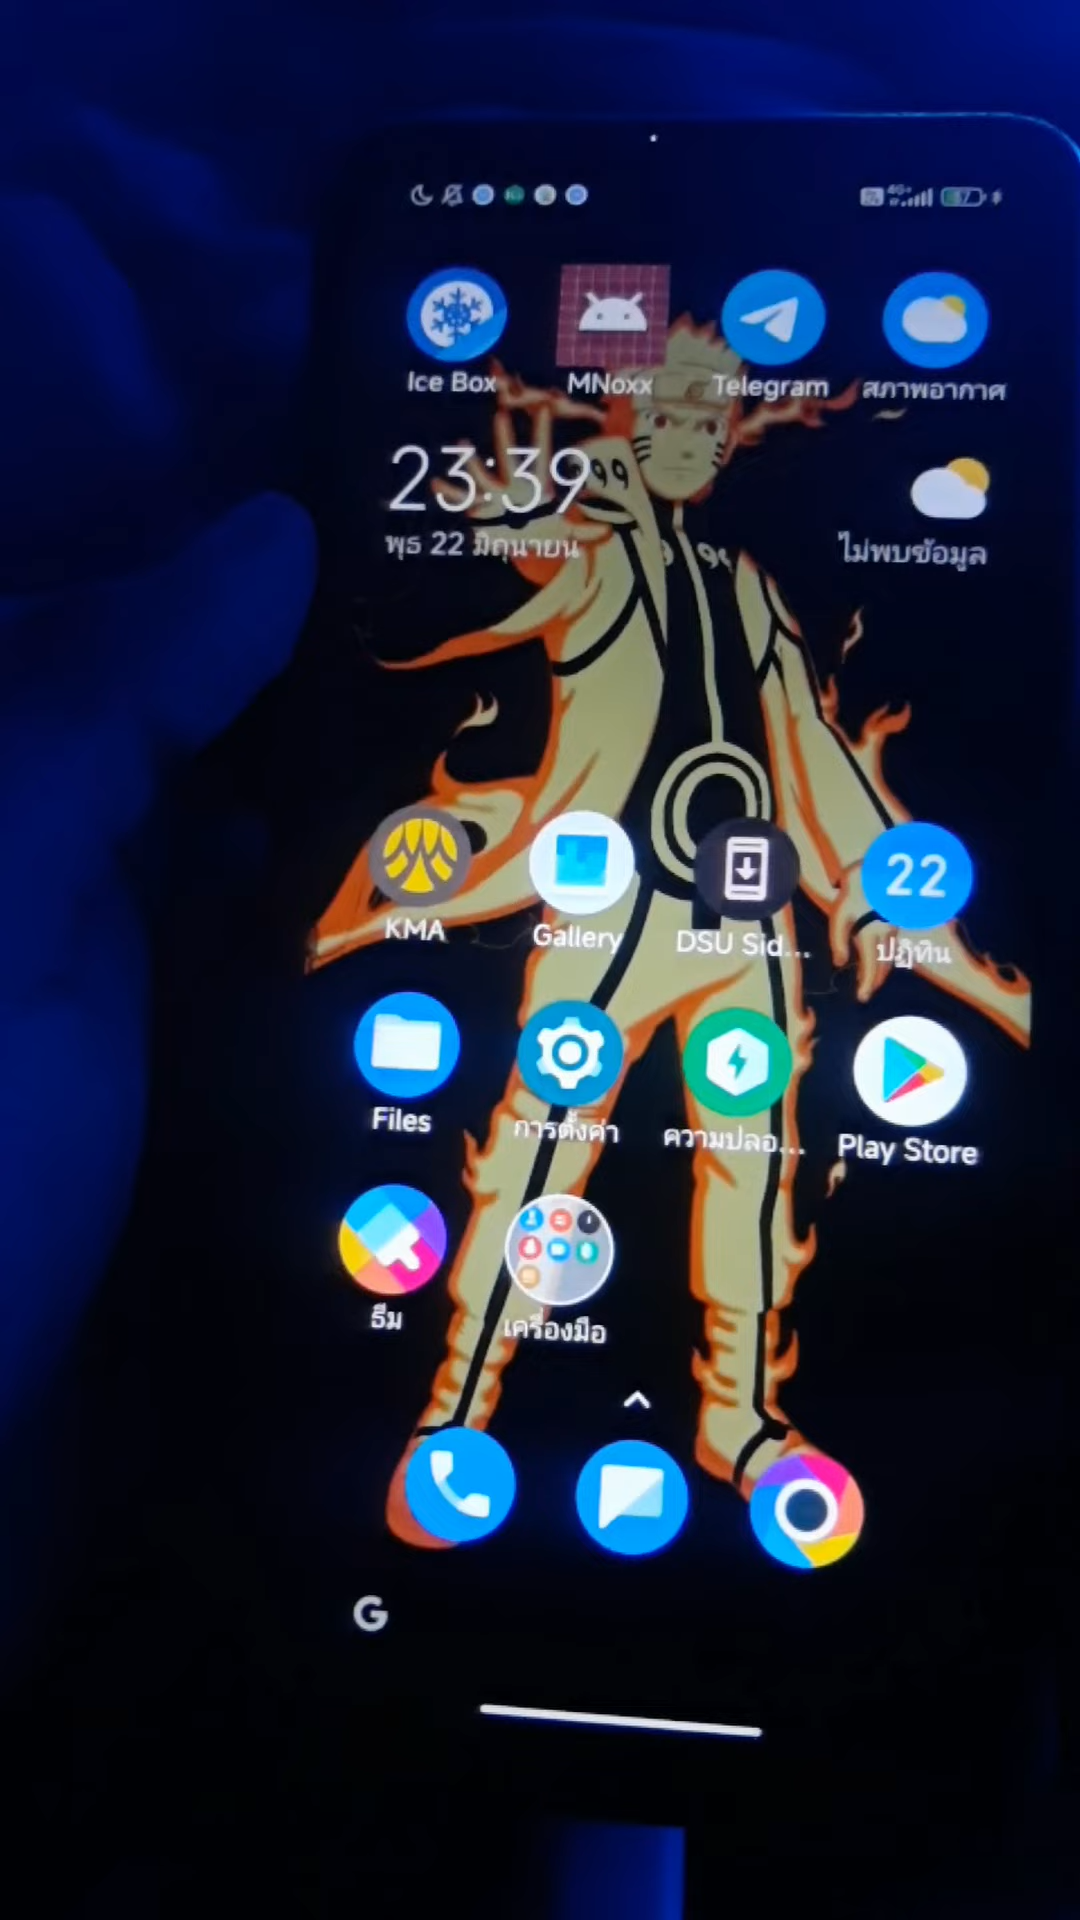 Ice Box
MNoxx
Telegram
สภาพอากาศ
23:39
พุธ 22 มิถุนายน
ไม่พบข้อมูล
22
KMA
Gallery
DSU Sid...
ปฏิทิน
Files
การตั้งค่า
ความปลอ...
Play Store
ธีม
เครื่องมือ
G